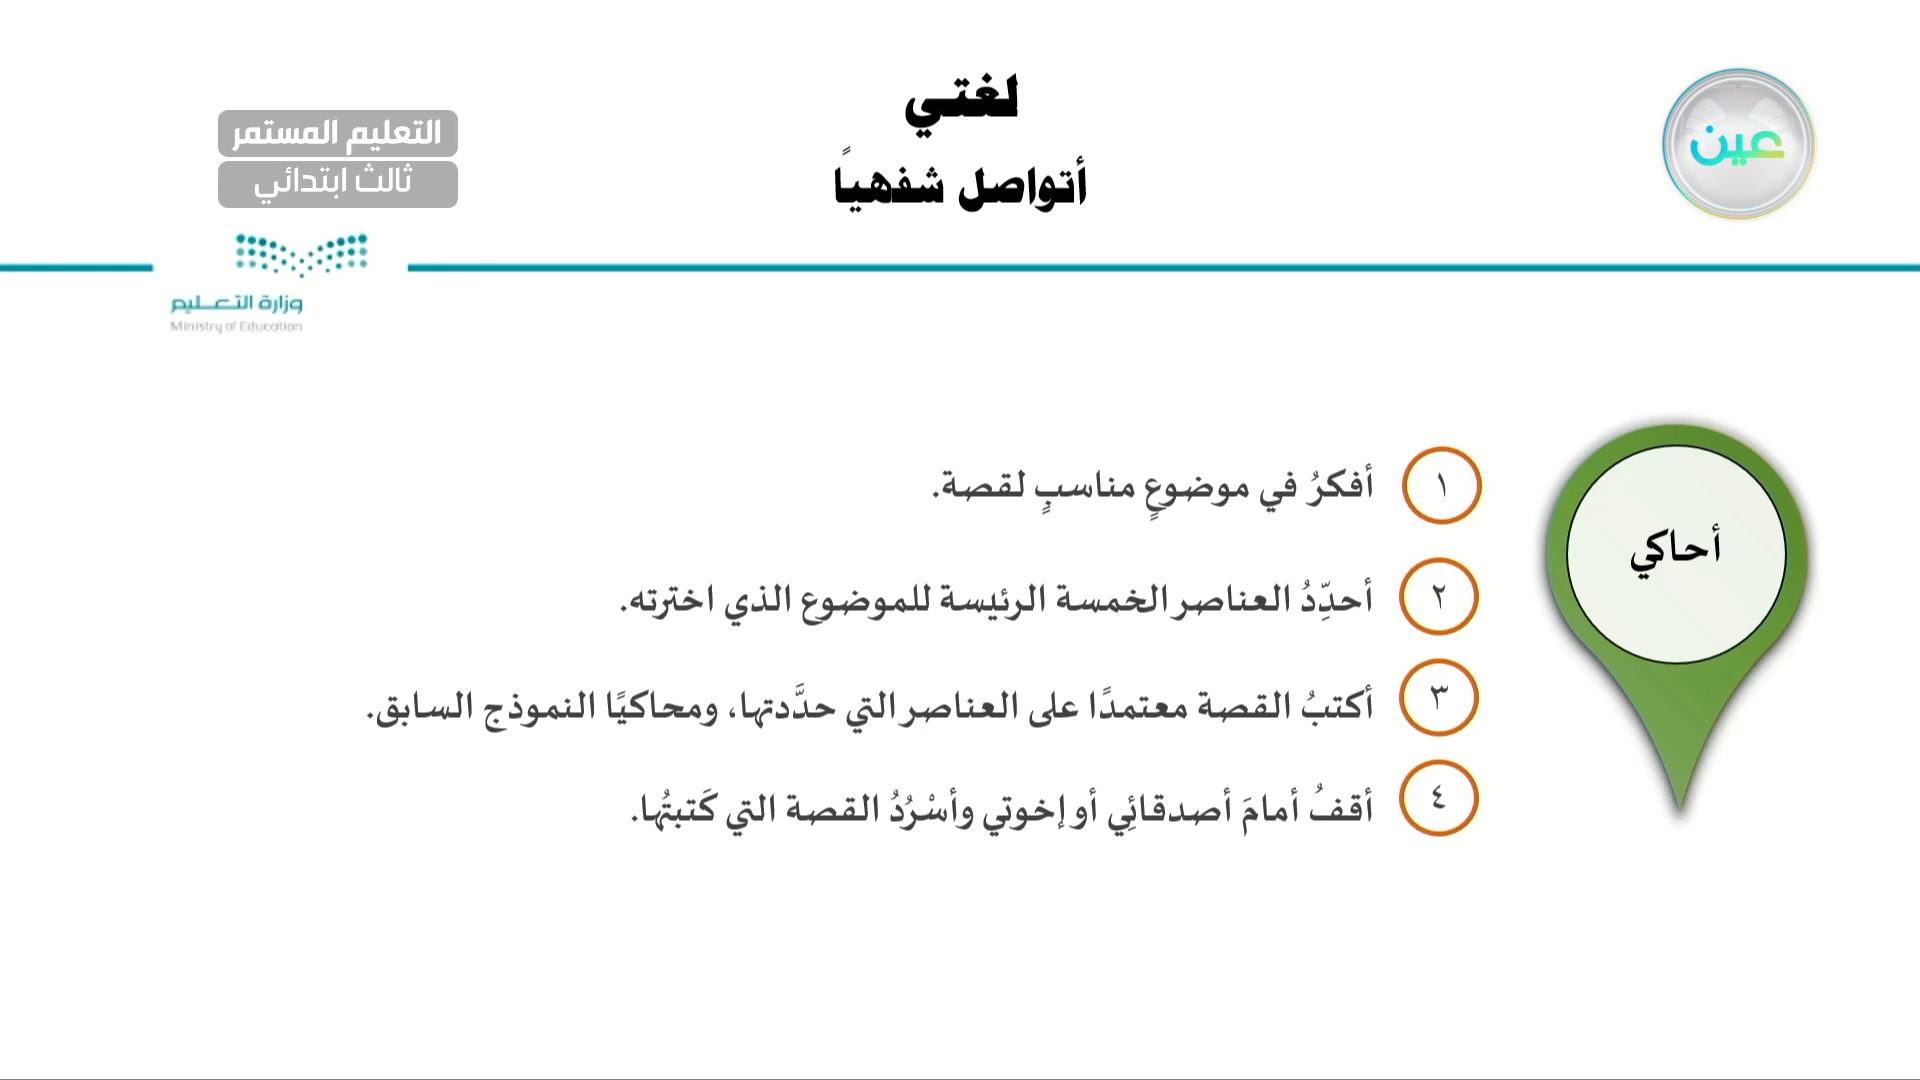 لغتي
أتواصل شفهياً
عين
التعليم المستمر
ثالث ابتدائي
وزارة التعليم
Ministry of Education
أحاكي
١ أفكرُ في موضوعٍ مناسبٍ لقصة.
٢ أحدِّدُ العناصر الخمسة الرئيسة للموضوع الذي اخترته.
٣ أكتبُ القصة معتمدًا على العناصر التي حدَّدتها، ومحاكيًا النموذج السابق.
٤ أقفُ أمامَ أصدقائِي أو إخوتي وأسْرُدُ القصة التي كَتبتُها.